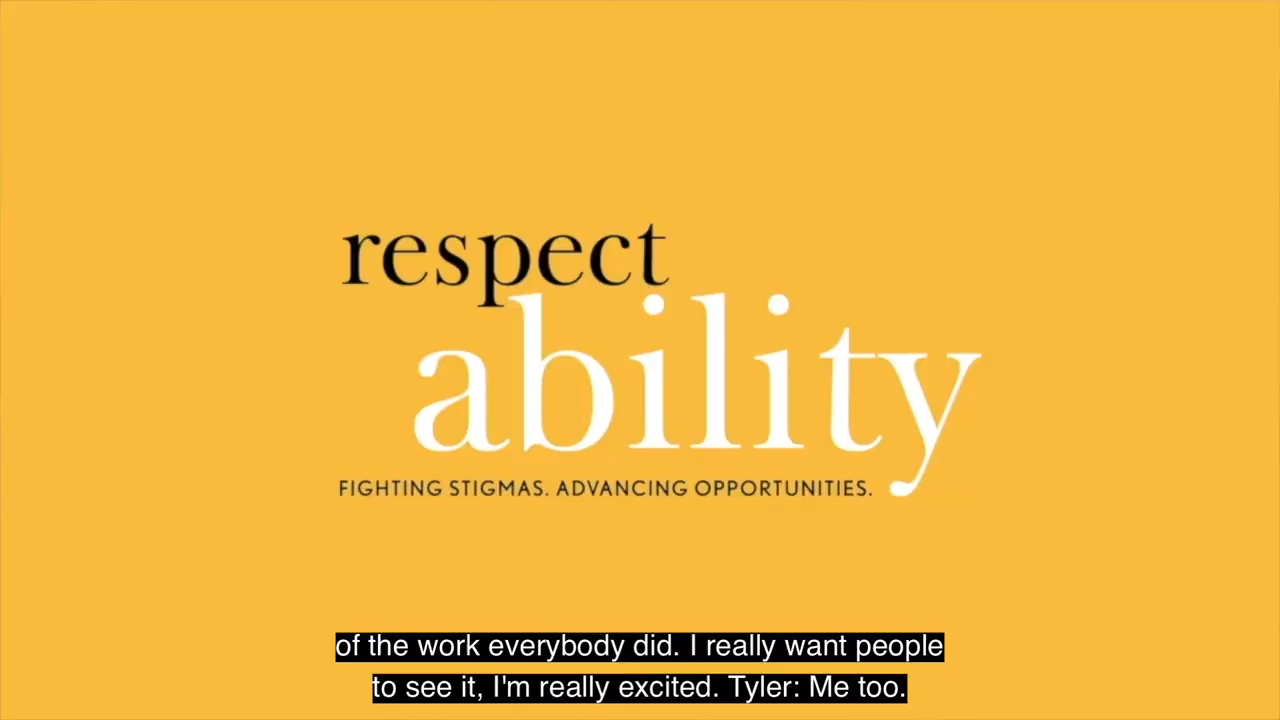 respect
ability
FIGHTING STIGMAS. ADVANCING OPPORTUNITIES.
of the work everybody did. I really want people
to see it, I'm really excited. Tyler: Me too.